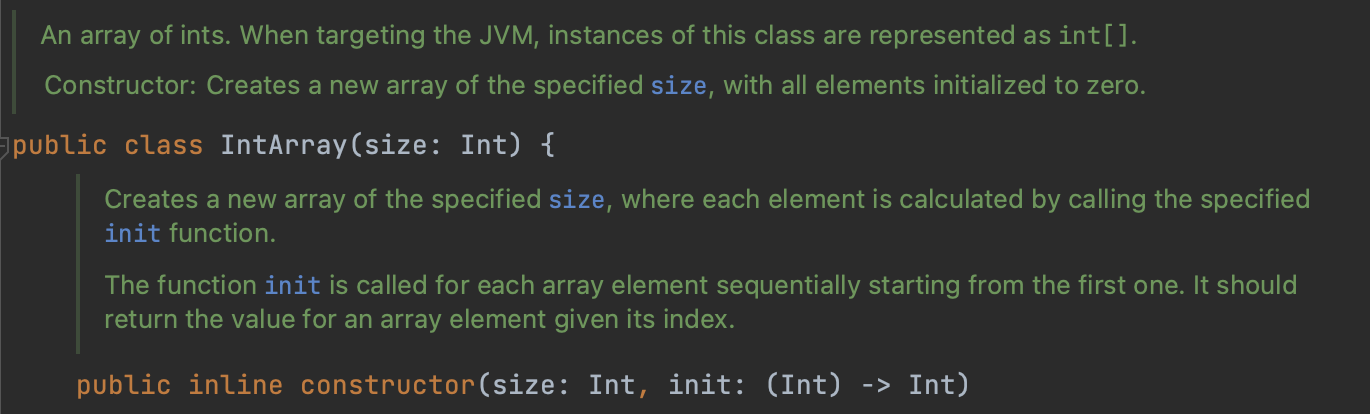 An array of ints. When targeting the JVM, instances of this class are represented as int[].
Constructor: Creates a new array of the specified size, with all elements initialized to zero.
public class IntArray(size: Int) {
Creates a new array of the specified size, where each element is calculated by calling the specified
init function.
The function init is called for each array element sequentially starting from the first one. It should
return the value for an array element given its index.
public inline constructor(size: Int, init: (Int) -> Int)